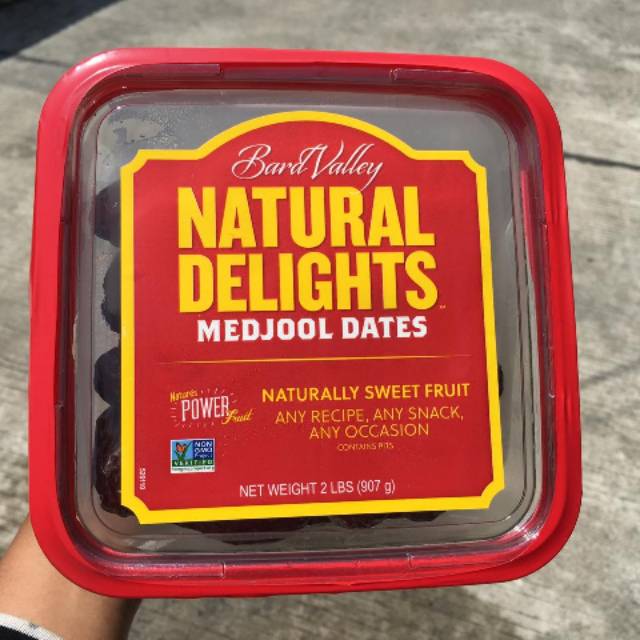 Bard Valley
NATURAL
DELIGHTS
MEDJOOL DATES
Nature's
POWER
Fruit
NATURALLY SWEET FRUIT
ANY RECIPE, ANY SNACK,
ANY OCCASION
CONTAINS PITS
NON
GMO
Project
VERIFIED
NET WEIGHT 2 LBS (907 g)